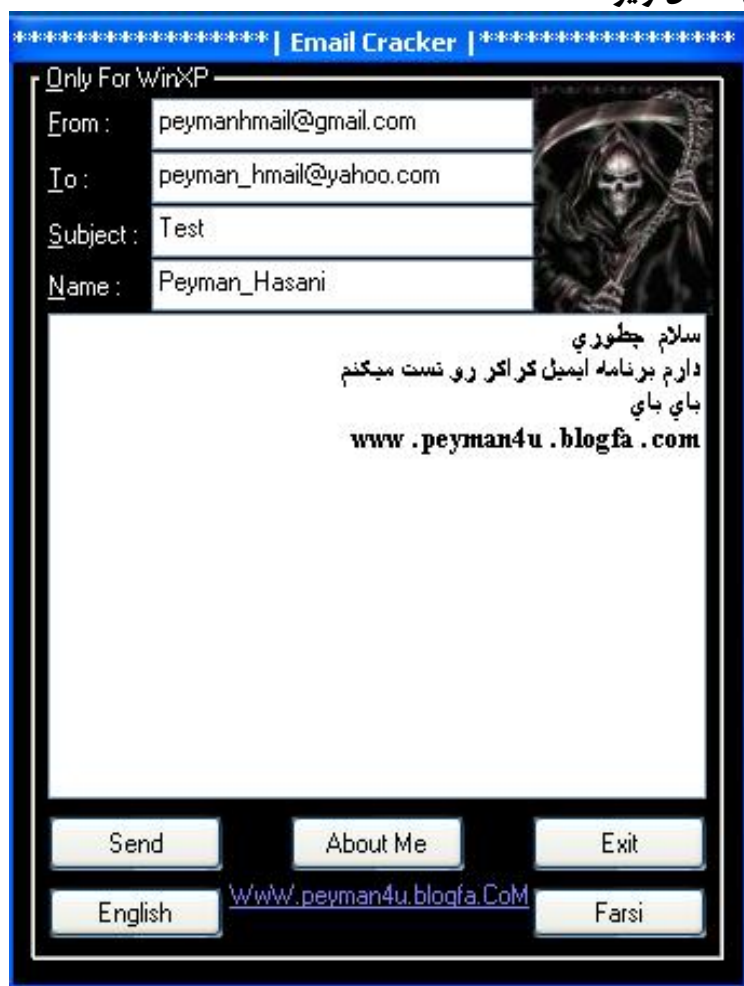 ********************| Email Cracker |********************
Only For WinXP
From : peymanhmail@gmail.com
To : peyman_hmail@yahoo.com
Subject : Test
Name : Peyman_Hasani
سلام چطوري
دارم برنامه ايميل كراكر رو تست ميكنم
باي باي
www.peyman4u.blogfa.com
Send About Me Exit
English WwW.peyman4u.blogfa.CoM Farsi